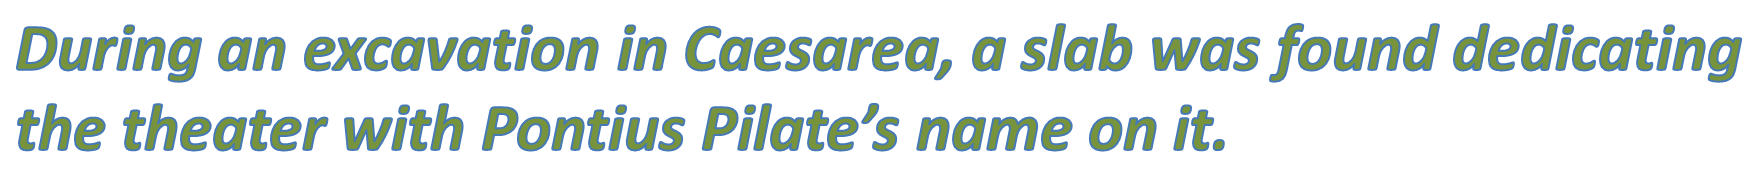 During an excavation in Caesarea, a slab was found dedicating
the theater with Pontius Pilate’s name on it.